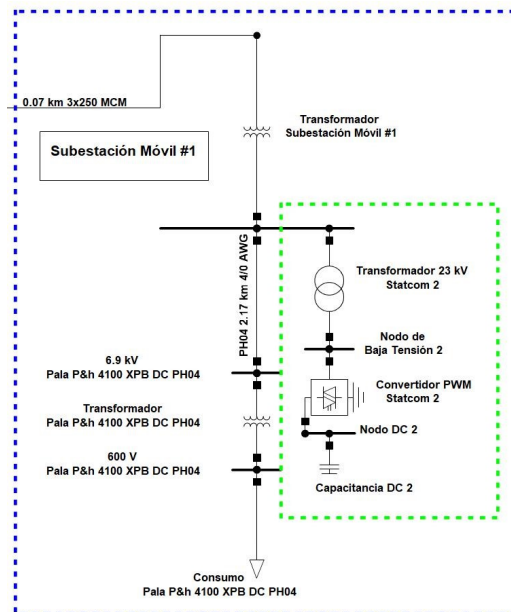 0.07 km 3x250 MCM
Transformador
Subestación Móvil #1
Subestación Móvil #1
PH04 2.17 km 4/0 AWG
Transformador 23 kV
Statcom 2
Nodo de
Baja Tensión 2
6.9 kV
Pala P&h 4100 XPB DC PH04
Convertidor PWM
Statcom 2
Transformador
Pala P&h 4100 XPB DC PH04
Nodo DC 2
600 V
Pala P&h 4100 XPB DC PH04
Capacitancia DC 2
Consumo
Pala P&h 4100 XPB DC PH04